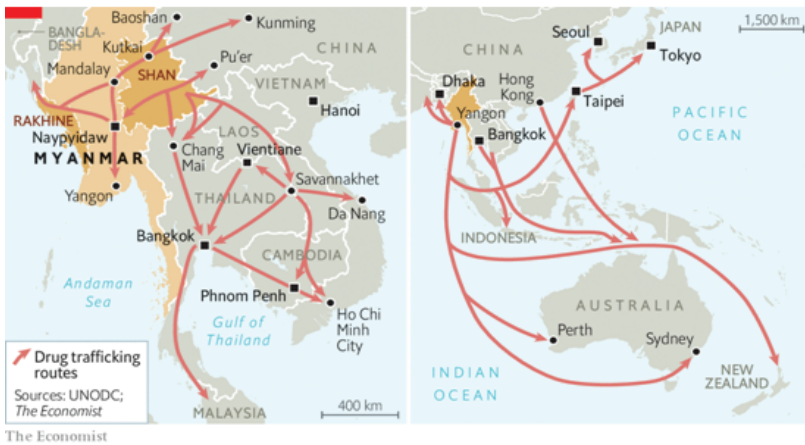 Baoshan
Kunming
BANGLA-
DESH
Kutkai
Pu'er
CHINA
Mandalay
SHAN
VIETNAM
Hanoi
RAKHINE
Naypyidaw
LAOS
MYANMAR
Chang
Mai
Vientiane
Yangon
THAILAND
Savannakhet
Da Nang
Bangkok
CAMBODIA
Andaman
Sea
Phnom Penh
Gulf of
Thailand
Ho Chi
Minh
City
Drug trafficking
routes
Sources: UNODC;
The Economist
MALAYSIA
400 km
Seoul
JAPAN
1,500 km
CHINA
Tokyo
Dhaka
Hong
Kong
Yangon
Taipei
PACIFIC
OCEAN
Bangkok
INDONESIA
AUSTRALIA
Perth
Sydney
INDIAN
OCEAN
NEW
ZEALAND
The Economist